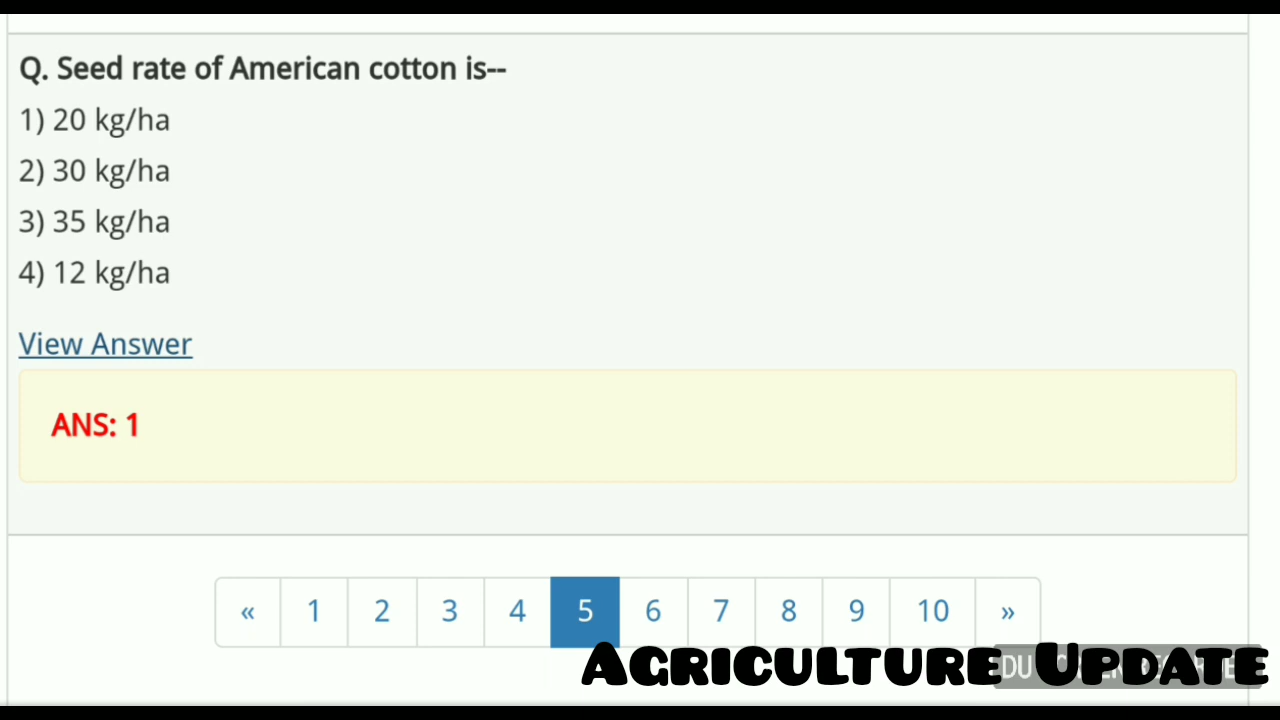 Q. Seed rate of American cotton is--
1) 20 kg/ha
2) 30 kg/ha
3) 35 kg/ha
4) 12 kg/ha
View Answer
ANS: 1
« 1 2 3 4 5 6 7 8 9 10 »
AGRICULTURE UPDATE